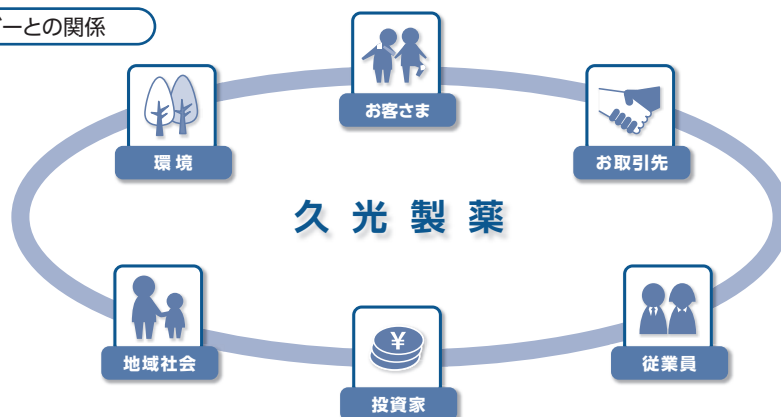 ーとの関係
お客さま
環境
お取引先
久光製薬
地域社会
従業員
¥
投資家